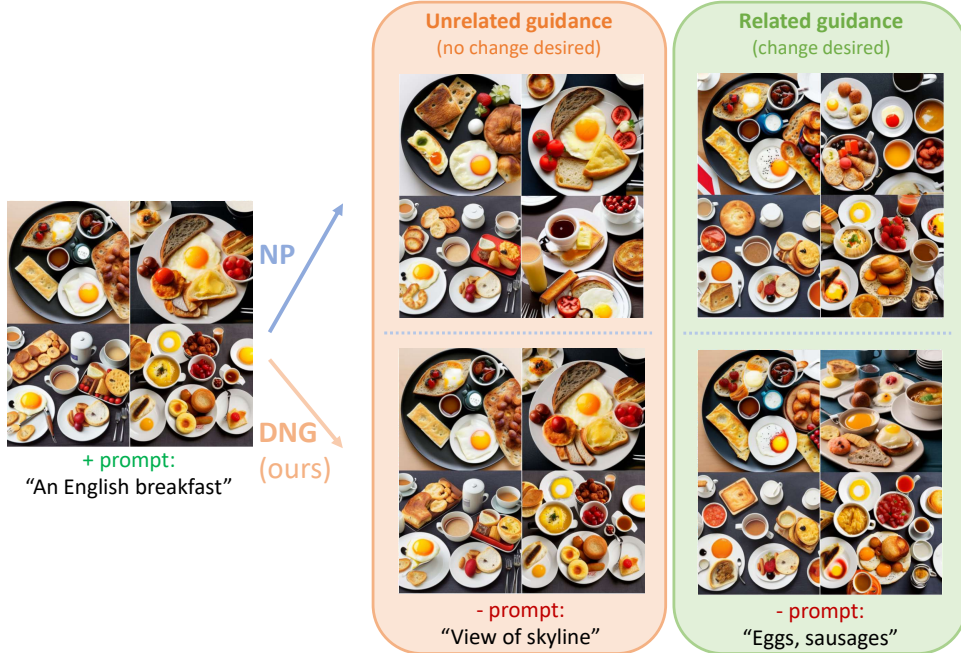 Unrelated guidance
(no change desired)
Related guidance
(change desired)
NP
DNG
(ours)
+ prompt:
“An English breakfast”
- prompt:
“View of skyline”
- prompt:
“Eggs, sausages”